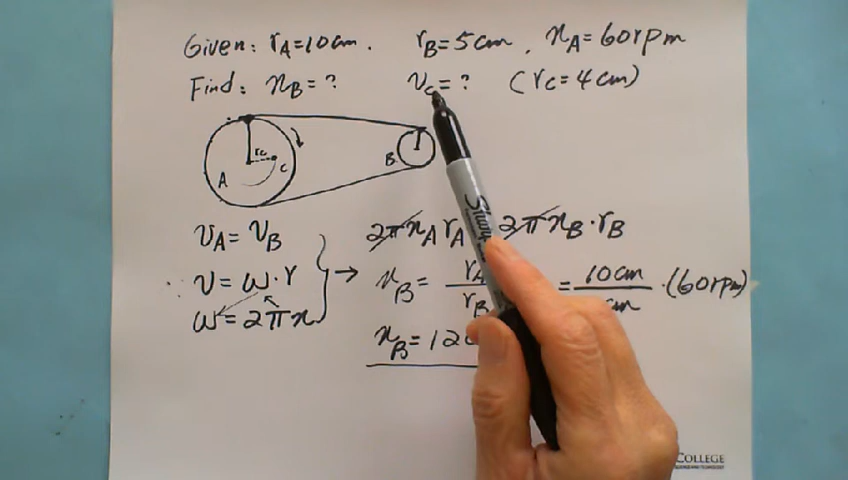 Given: rA=10cm. rB=5cm, nA=60rpm
Find: nB=? vC=? (rC=4cm)
rC
A C B
vA=vB 2πnA rA 2πnB·rB
∴ v=ω·r → nB= rA/rB = 10cm/cm ·(60rpm)
ω=2πn nB=12
Sharpie
COLLEGE